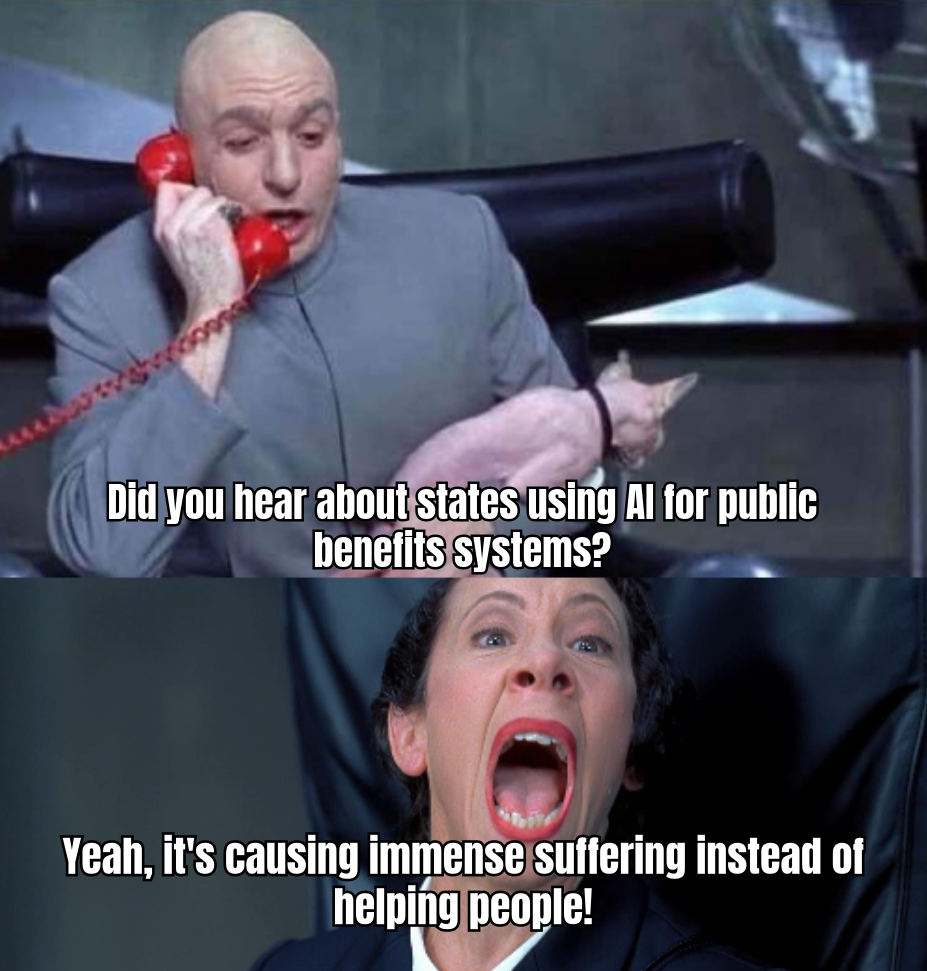 Did you hear about states using AI for public
benefits systems?
Yeah, it's causing immense suffering instead of
helping people!